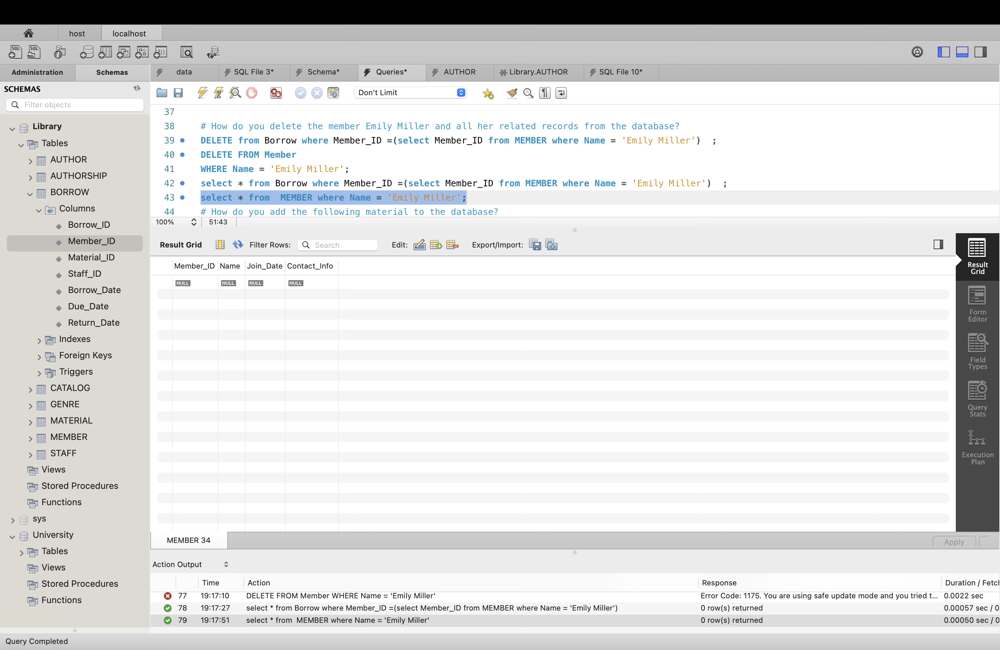 host
localhost
Administration
Schemas
data
SQL File 3*
Schema*
Queries*
AUTHOR
Library.AUTHOR
SQL File 10*
SCHEMAS
Filter objects
Library
Tables
AUTHOR
AUTHORSHIP
BORROW
Columns
Borrow_ID
Member_ID
Material_ID
Staff_ID
Borrow_Date
Due_Date
Return_Date
Indexes
Foreign Keys
Triggers
CATALOG
GENRE
MATERIAL
MEMBER
STAFF
Views
Stored Procedures
Functions
sys
University
Tables
Views
Stored Procedures
Functions
Don't Limit
37
38 # How do you delete the member Emily Miller and all her related records from the database?
39 DELETE from Borrow where Member_ID =(select Member_ID from MEMBER where Name = 'Emily Miller')  ;
40 DELETE FROM Member
41 WHERE Name = 'Emily Miller';
42 select * from Borrow where Member_ID =(select Member_ID from MEMBER where Name = 'Emily Miller')  ;
43 select * from  MEMBER where Name = 'Emily Miller';
44 # How do you add the following material to the database?
100% 51:43
Result Grid Filter Rows: Search Edit: Export/Import:
Member_ID Name Join_Date Contact_Info
NULL NULL NULL NULL
Result
Grid
Form
Editor
Field
Types
Query
Stats
Execution
Plan
MEMBER 34
Apply
Action Output
Time Action Response Duration / Fetch
77 19:17:10 DELETE FROM Member WHERE Name = 'Emily Miller' Error Code: 1175. You are using safe update mode and you tried t... 0.0022 sec
78 19:17:27 select * from Borrow where Member_ID =(select Member_ID from MEMBER where Name = 'Emily Miller') 0 row(s) returned 0.00057 sec / 0
79 19:17:51 select * from  MEMBER where Name = 'Emily Miller' 0 row(s) returned 0.00050 sec / 0
Query Completed